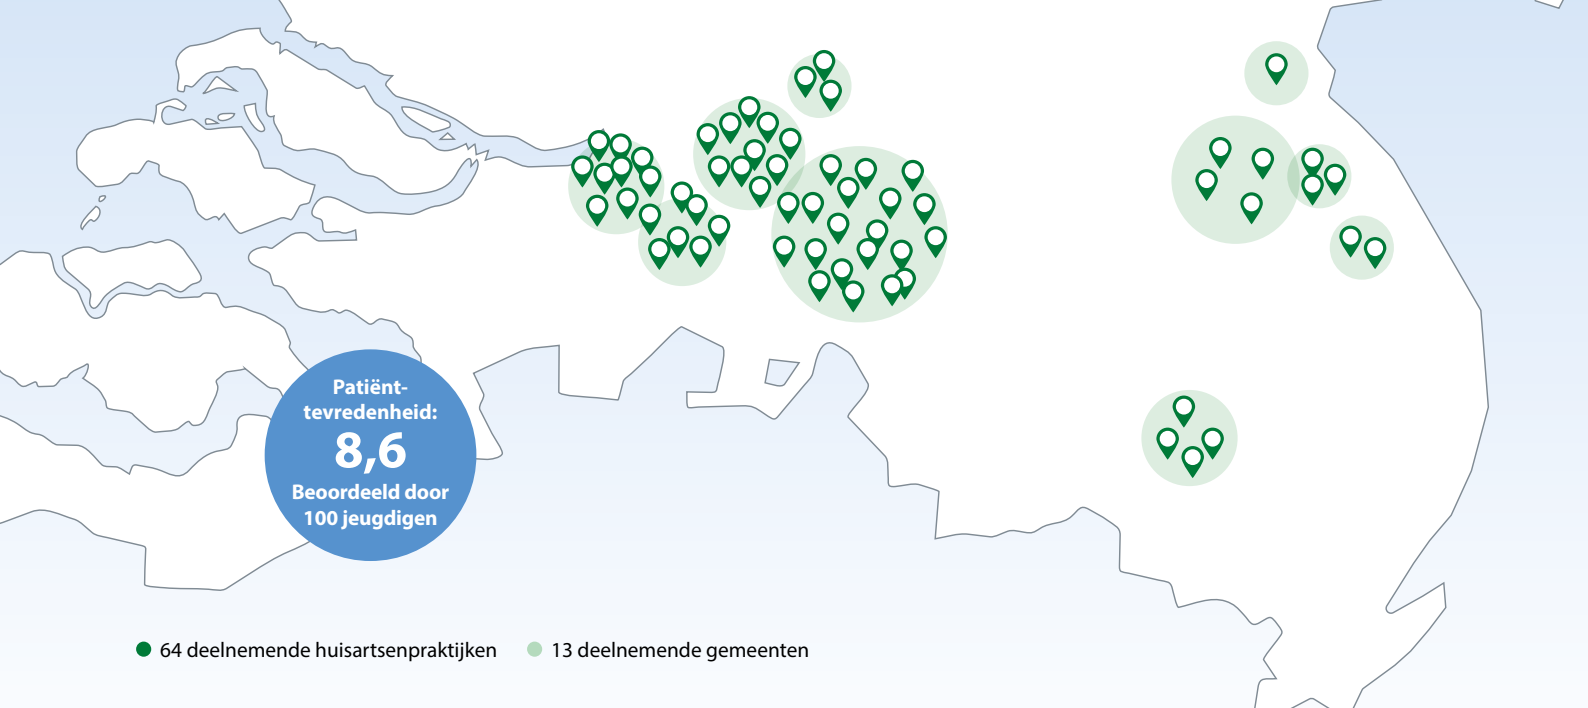 Patiënt-
tevredenheid:
8,6
Beoordeeld door
100 jeugdigen
64 deelnemende huisartsenpraktijken
13 deelnemende gemeenten